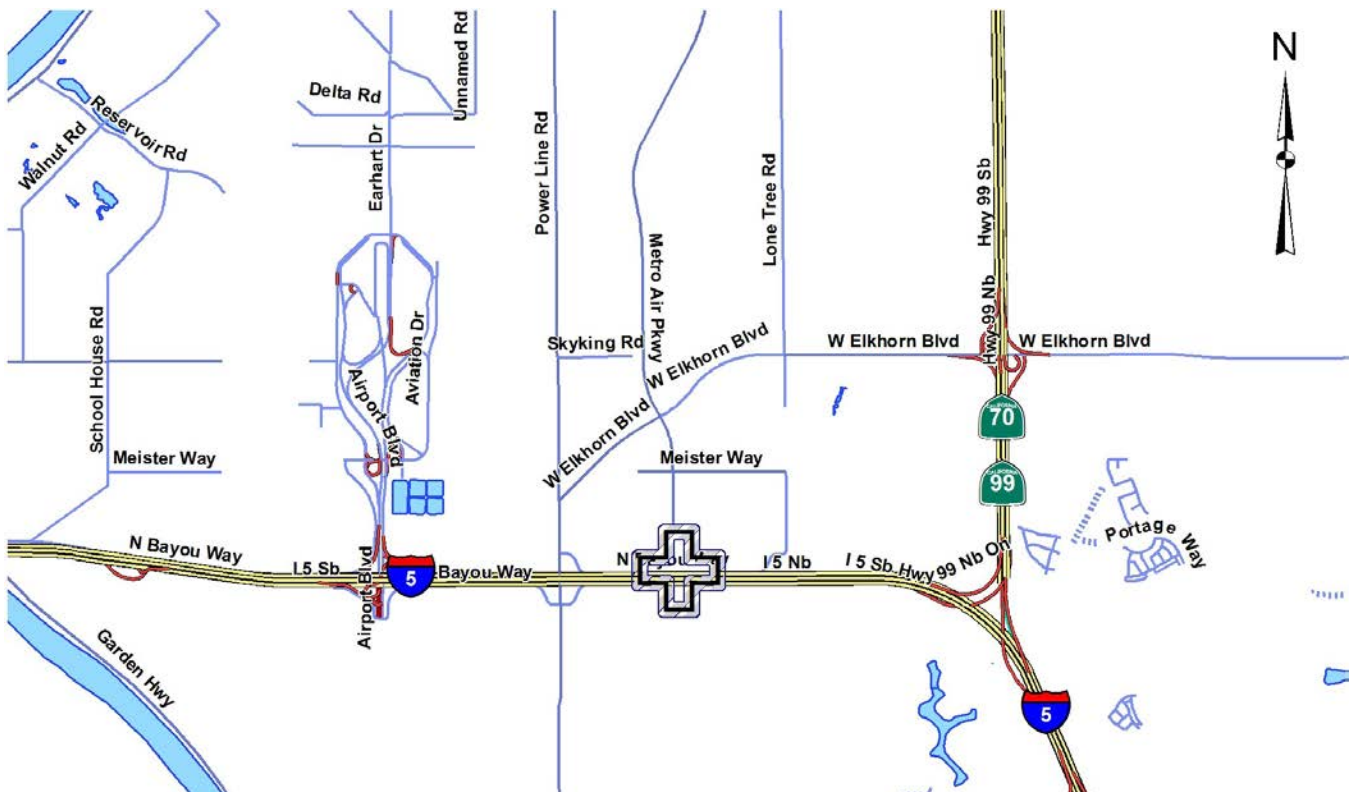 N
Delta Rd
Unnamed Rd
Reservoir Rd
Walnut Rd
Earhart Dr
Power Line Rd
Hwy 99 Sb
Lone Tree Rd
Metro Air Pkwy
Hwy 99 Nb
School House Rd
Aviation Dr
Skyking Rd
W Elkhorn Blvd
W Elkhorn Blvd
W Elkhorn Blvd
Airport Blvd
W Elkhorn Blvd
CALIFORNIA
70
Meister Way
Meister Way
CALIFORNIA
99
Portage Way
N Bayou Way
I 5 Sb
5
Bayou Way
I 5 Nb
I 5 Sb-Hwy 99 Nb On
Airport Blvd
Garden Hwy
5